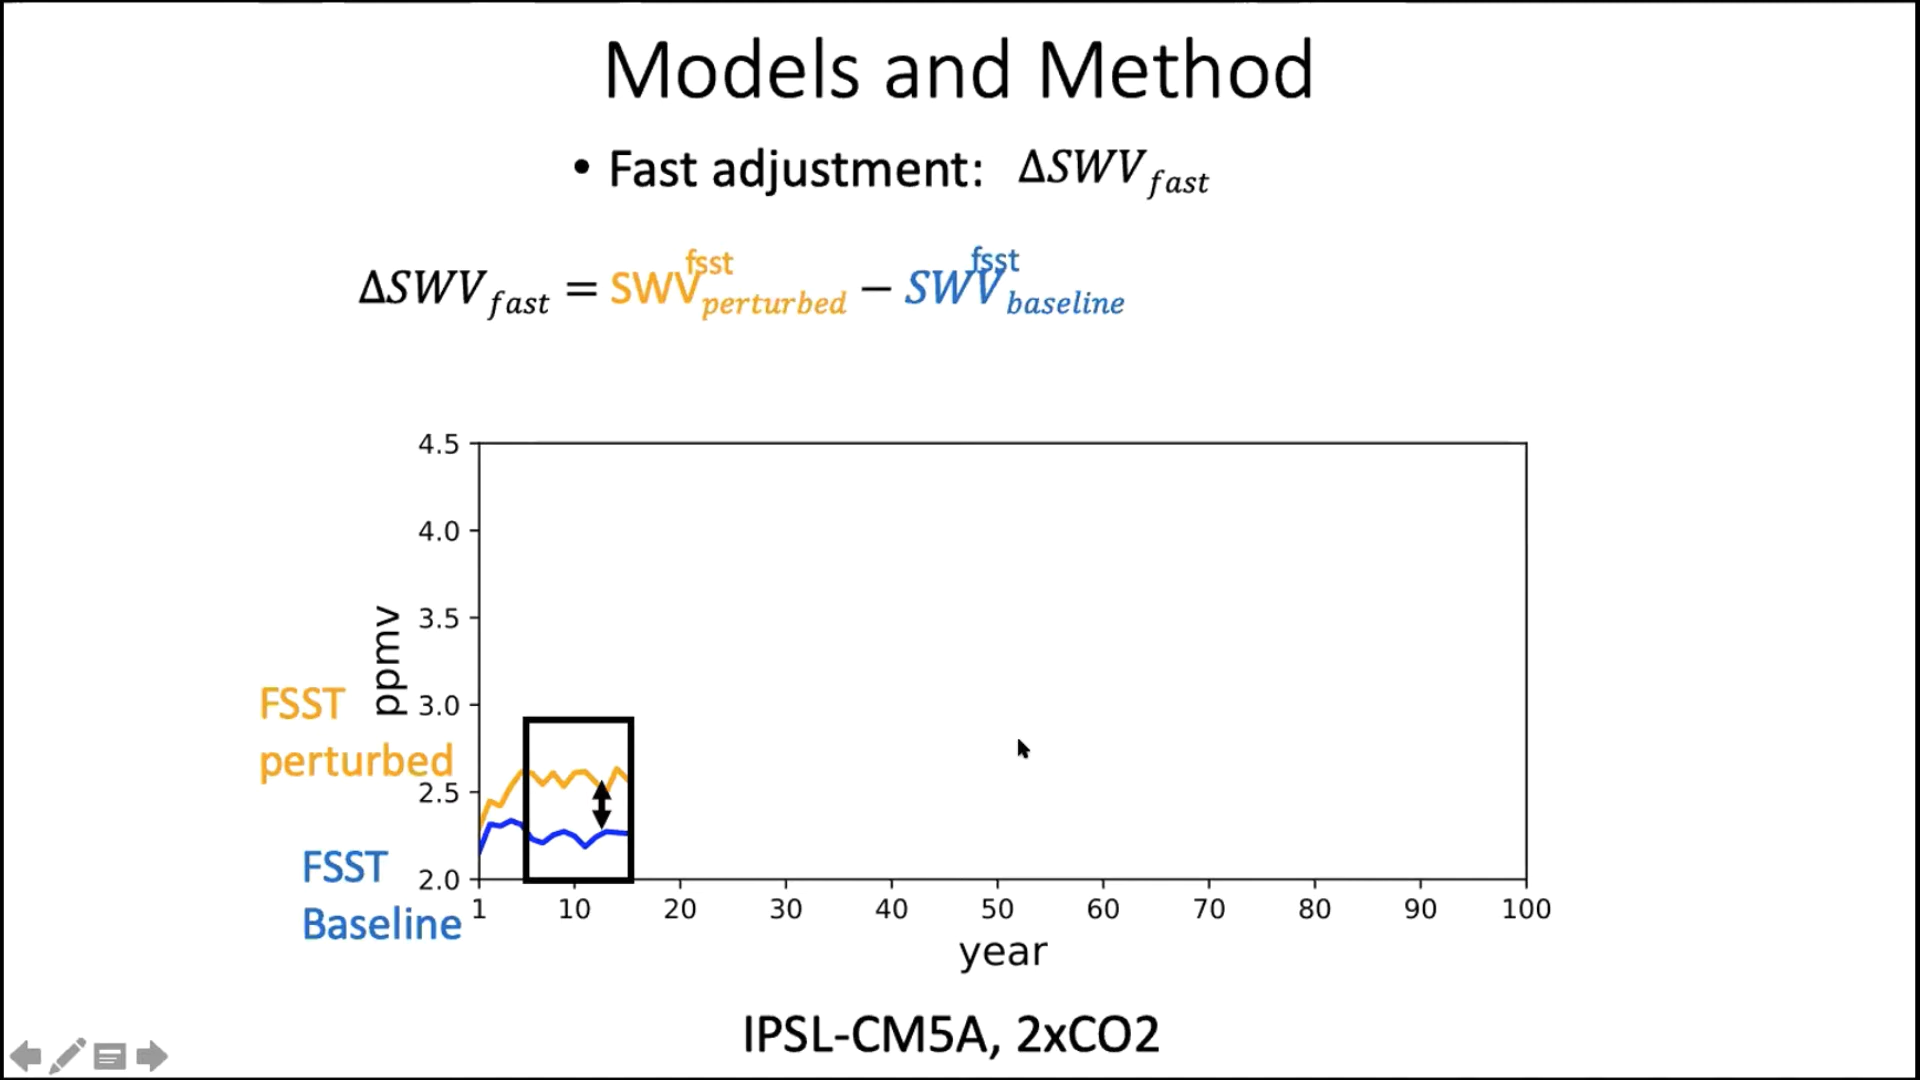 Models and Method
• Fast adjustment: ΔSWV_fast
ΔSWV_fast = SWV^fsst_perturbed − SWV^fsst_baseline
4.5
4.0
3.5
3.0
2.5
2.0
ppmv
FSST
perturbed
FSST
Baseline
1 10 20 30 40 50 60 70 80 90 100
year
IPSL-CM5A, 2xCO2